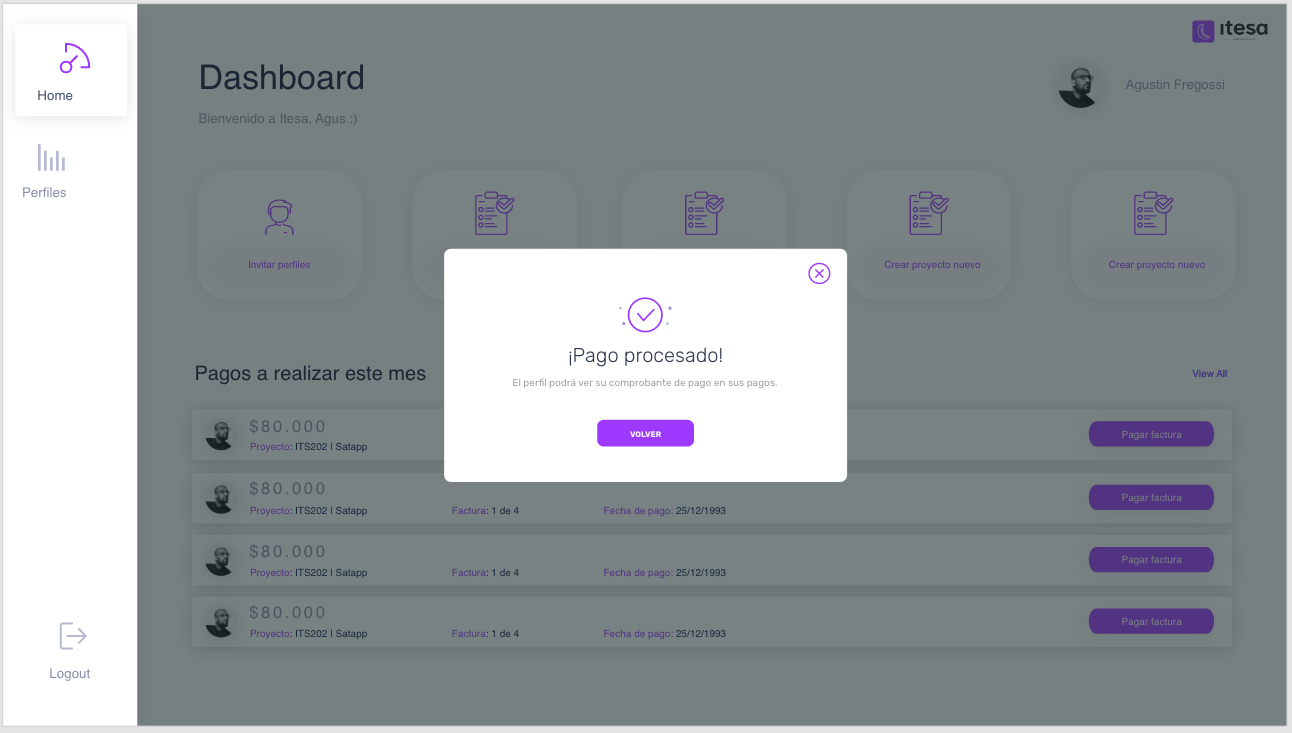 ıtesa
Home
Dashboard
Agustin Fregossi
Bienvenido a Itesa, Agus :)
Perfiles
Invitar perfiles
Crear proyecto nuevo
Crear proyecto nuevo
¡Pago procesado!
El perfil podrá ver su comprobante de pago en sus pagos.
VOLVER
Pagos a realizar este mes
View All
$80.000
Proyecto: ITS202 | Satapp
Pagar factura
$80.000
Proyecto: ITS202 | Satapp Factura: 1 de 4 Fecha de pago: 25/12/1993
Pagar factura
$80.000
Proyecto: ITS202 | Satapp Factura: 1 de 4 Fecha de pago: 25/12/1993
Pagar factura
$80.000
Proyecto: ITS202 | Satapp Factura: 1 de 4 Fecha de pago: 25/12/1993
Pagar factura
Logout